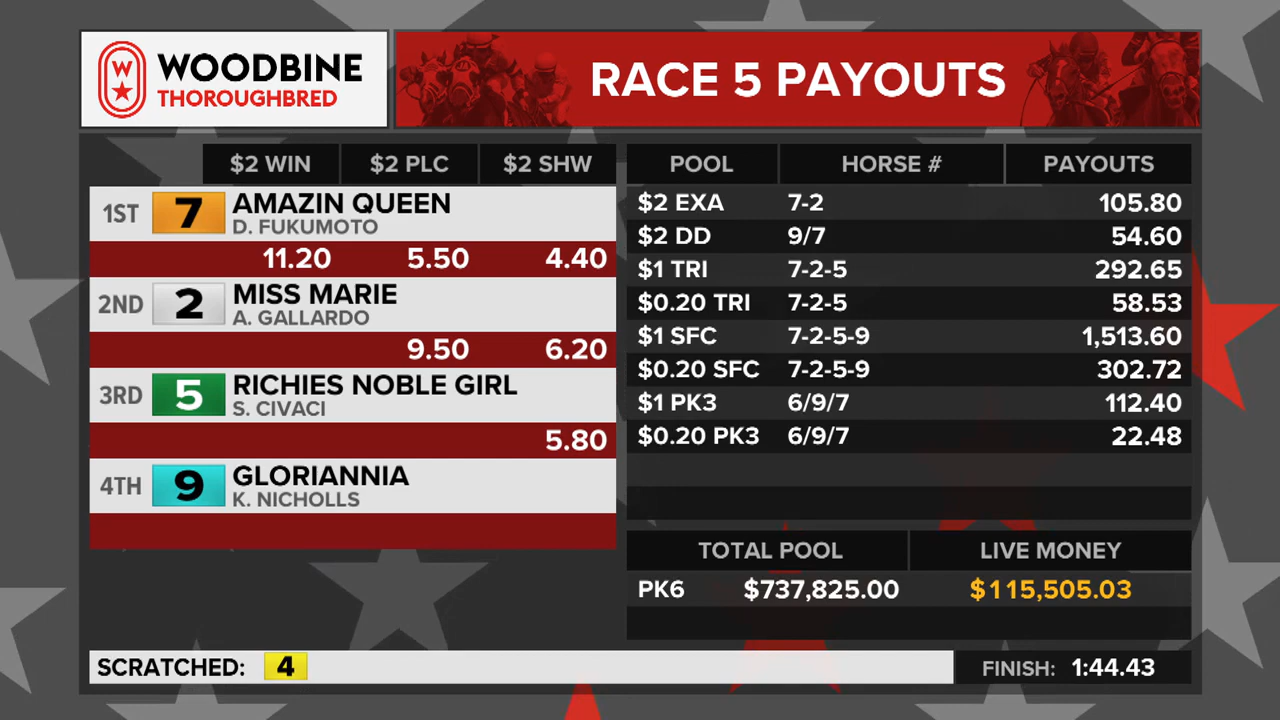 W
WOODBINE
THOROUGHBRED
RACE 5 PAYOUTS
$2 WIN $2 PLC $2 SHW
1ST 7 AMAZIN QUEEN
D. FUKUMOTO
11.20 5.50 4.40
2ND 2 MISS MARIE
A. GALLARDO
9.50 6.20
3RD 5 RICHIES NOBLE GIRL
S. CIVACI
5.80
4TH 9 GLORIANNIA
K. NICHOLLS
POOL HORSE # PAYOUTS
$2 EXA 7-2 105.80
$2 DD 9/7 54.60
$1 TRI 7-2-5 292.65
$0.20 TRI 7-2-5 58.53
$1 SFC 7-2-5-9 1,513.60
$0.20 SFC 7-2-5-9 302.72
$1 PK3 6/9/7 112.40
$0.20 PK3 6/9/7 22.48
TOTAL POOL LIVE MONEY
PK6 $737,825.00 $115,505.03
SCRATCHED: 4
FINISH: 1:44.43